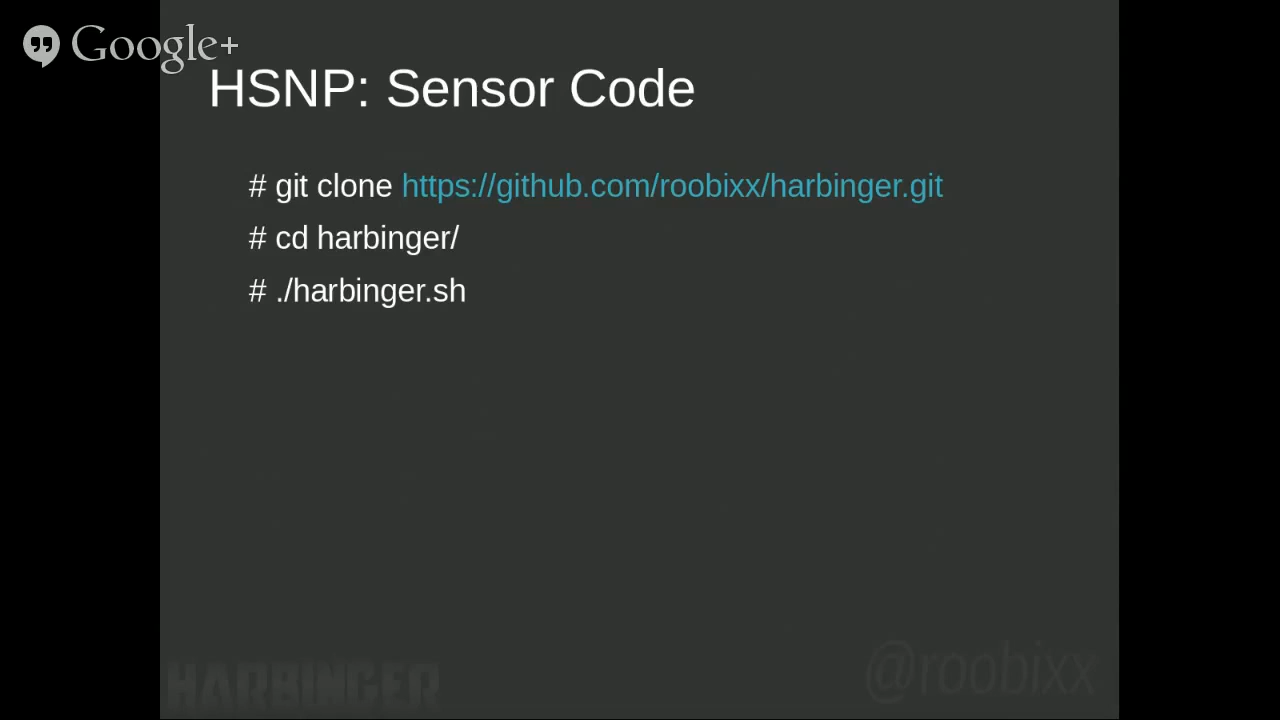 Google+
HSNP: Sensor Code
# git clone https://github.com/roobixx/harbinger.git
# cd harbinger/
# ./harbinger.sh
HARBINGER
@roobixx